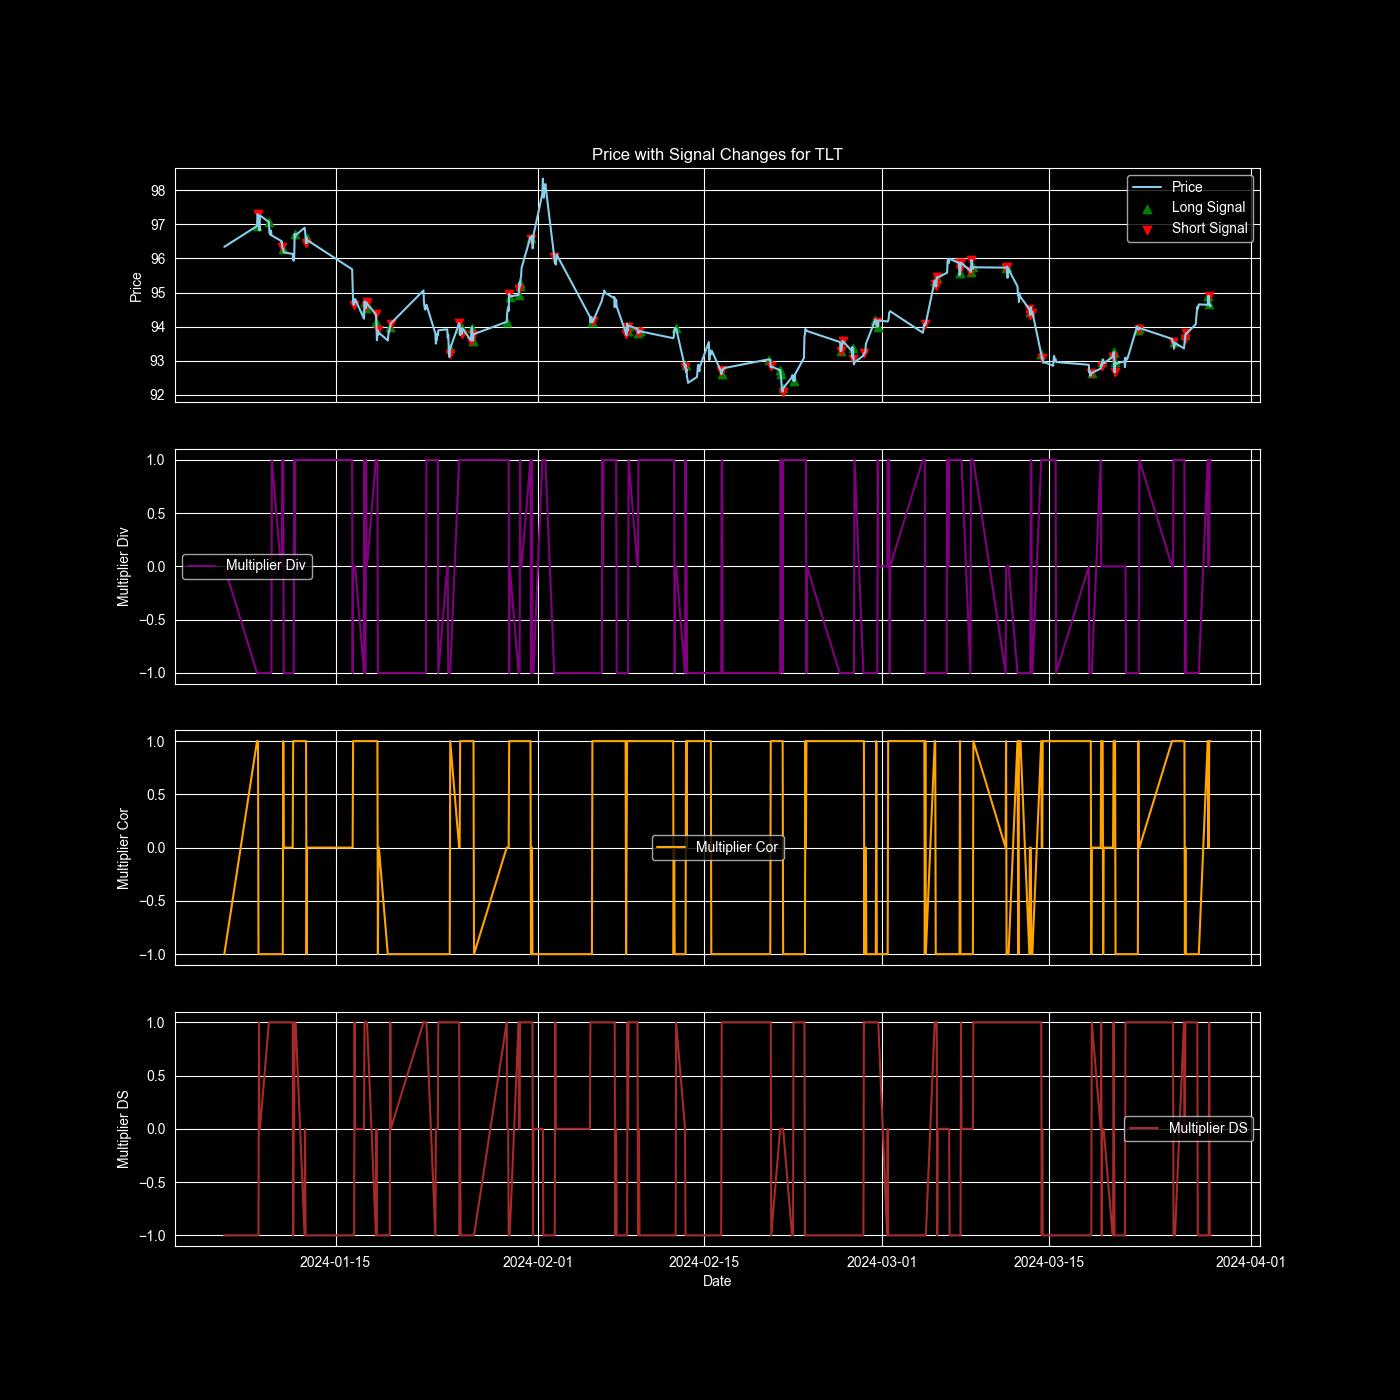 Price with Signal Changes for TLT
98
97
96
95
94
93
92
Price
Price
Long Signal
Short Signal
1.0
0.5
0.0
−0.5
−1.0
Multiplier Div
Multiplier Div
1.0
0.5
0.0
−0.5
−1.0
Multiplier Cor
Multiplier Cor
1.0
0.5
0.0
−0.5
−1.0
Multiplier DS
Multiplier DS
2024-01-15 2024-02-01 2024-02-15 2024-03-01 2024-03-15 2024-04-01
Date